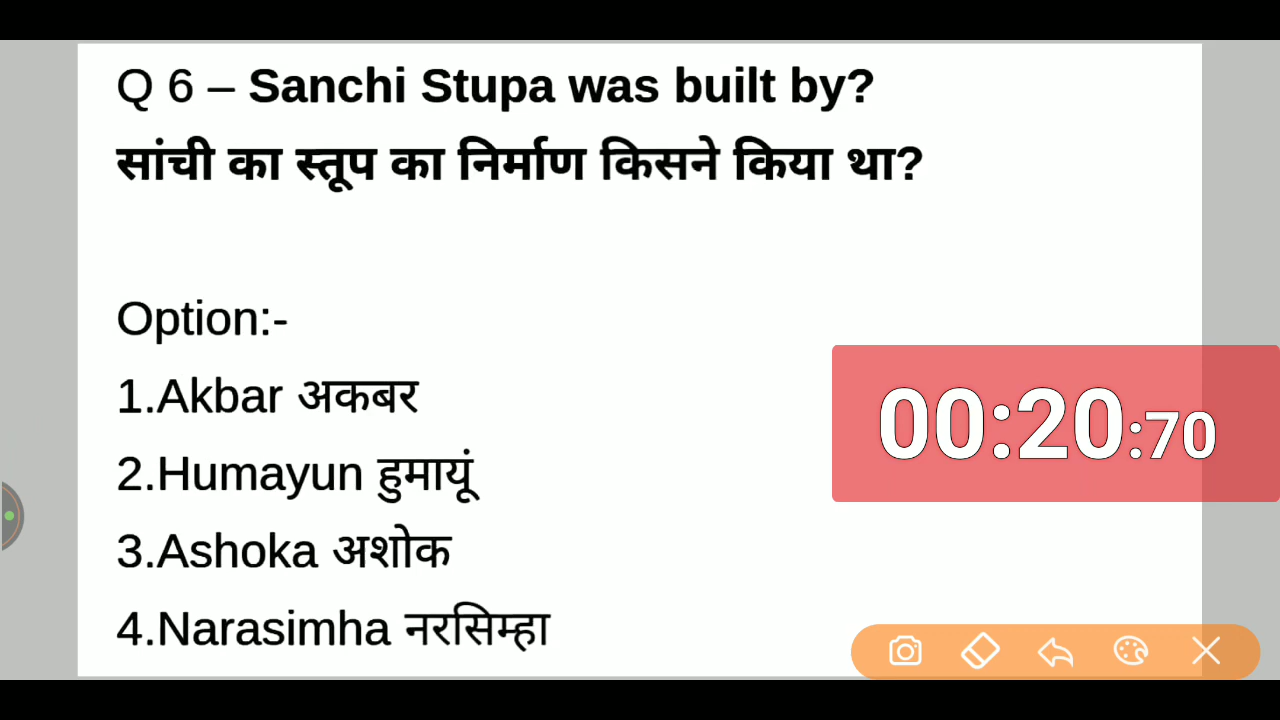 Q 6 – Sanchi Stupa was built by?
सांची का स्तूप का निर्माण किसने किया था?
Option:-
1.Akbar अकबर
2.Humayun हुमायूं
3.Ashoka अशोक
4.Narasimha नरसिम्हा
00:20:70